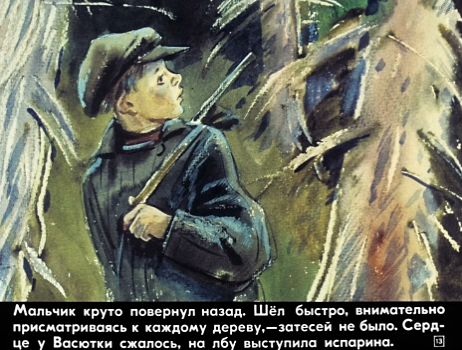 Мальчик круто повернул назад. Шёл быстро, внимательно
присматриваясь к каждому дереву,—затесей не было. Серд-
це у Васютки сжалось, на лбу выступила испарина. 13